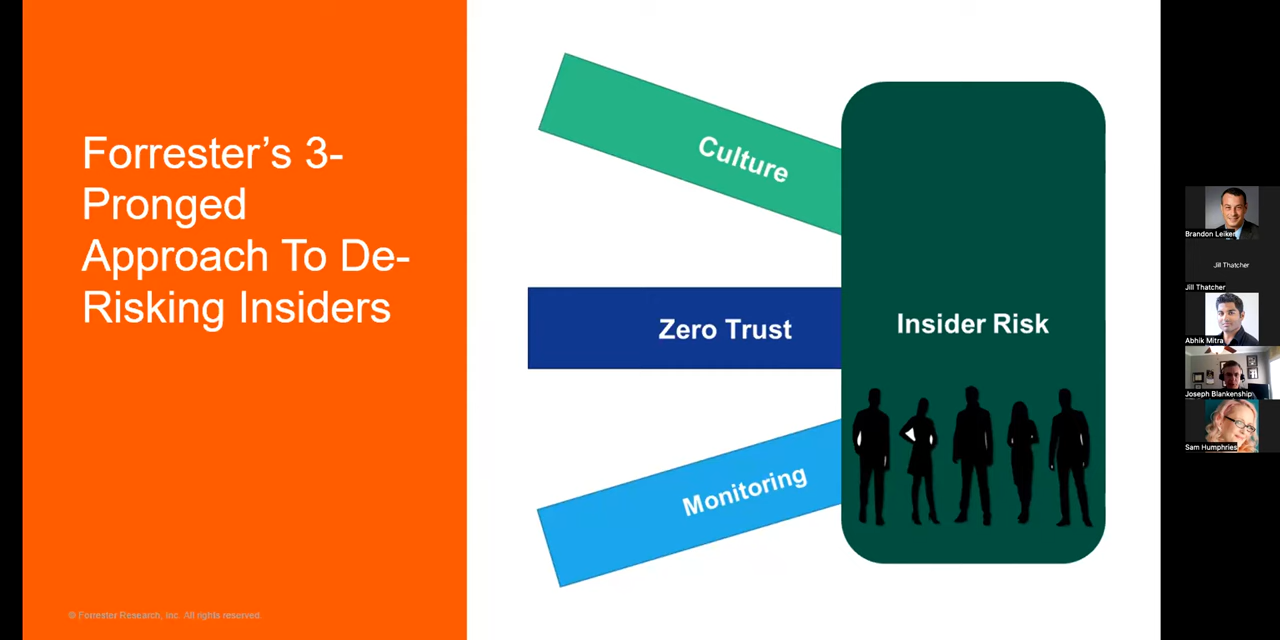 Forrester's 3-
Pronged
Approach To De-
Risking Insiders
Culture
Zero Trust
Monitoring
Insider Risk
© Forrester Research, Inc. All rights reserved.
Brandon Leiker
Jill Thatcher
Jill Thatcher
Abhik Mitra
Joseph Blankenship
Sam Humphries